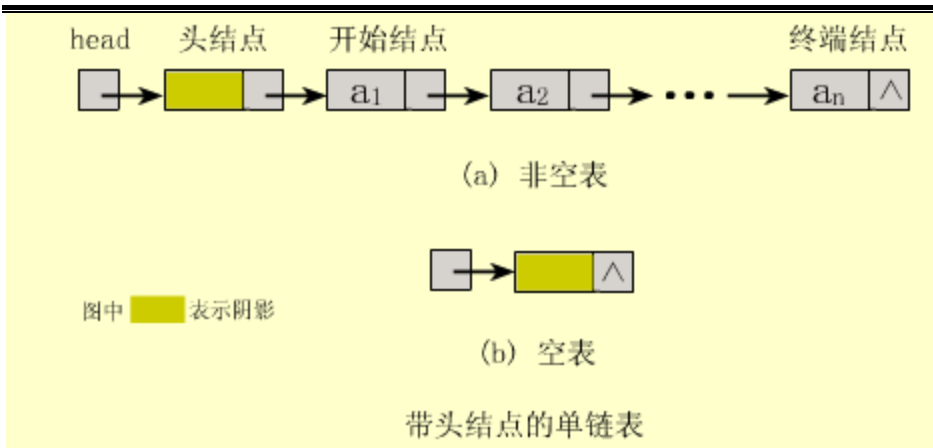 head 头结点 开始结点 终端结点
a1 a2 ··· an ∧
(a) 非空表
∧
图中 表示阴影
(b) 空表
带头结点的单链表